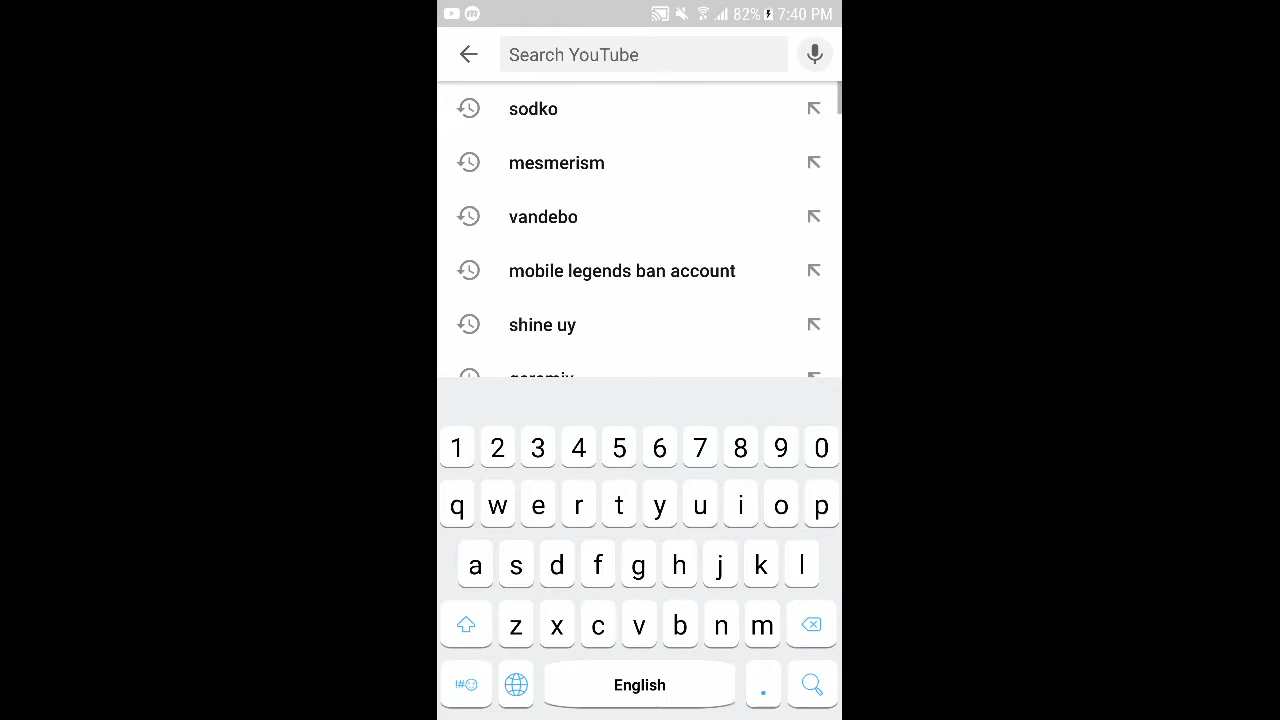 82% 7:40 PM
Search YouTube
sodko
mesmerism
vandebo
mobile legends ban account
shine uy
1 2 3 4 5 6 7 8 9 0
q w e r t y u i o p
a s d f g h j k l
z x c v b n m
!#☺ English .